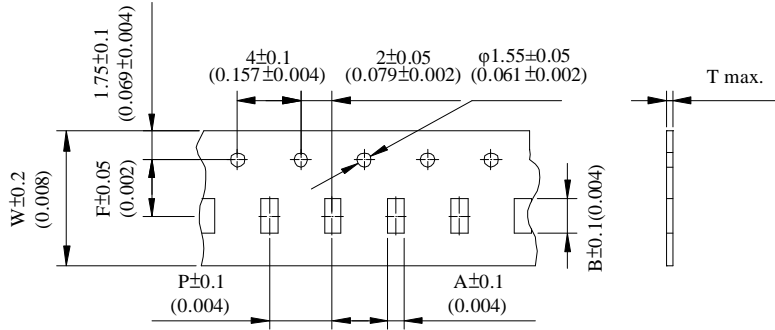 1.75±0.1
(0.069±0.004)
4±0.1
(0.157±0.004)
2±0.05
(0.079±0.002)
φ1.55±0.05
(0.061±0.002)
T max.
W±0.2
(0.008)
F±0.05
(0.002)
B±0.1(0.004)
P±0.1
(0.004)
A±0.1
(0.004)